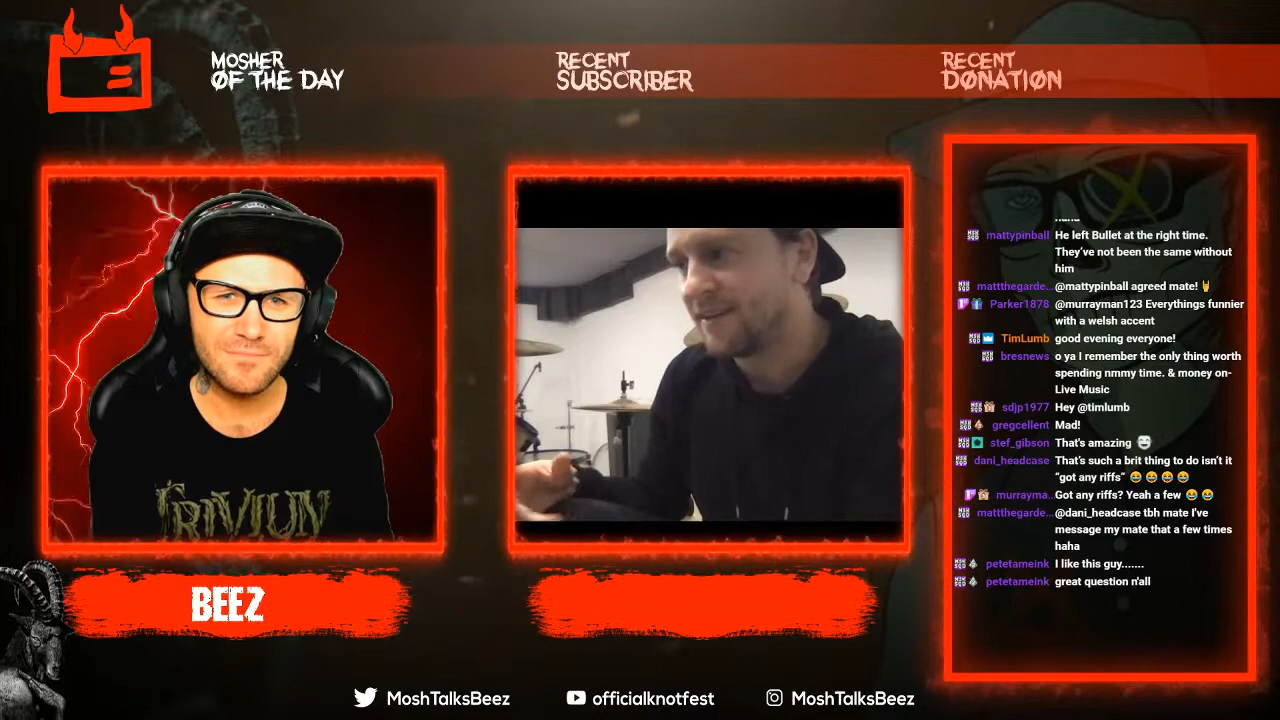 MOSHER
ØF THE DAY
RECENT
SUBSCRIBER
RECENT
DØNATIØN
mattypinball He left Bullet at the right time.
They've not been the same without
him
mattthegarde... @mattypinball agreed mate! 🤘
Parker1878 @murrayman123 Everythings funnier
with a welsh accent
TimLumb good evening everyone!
bresnews o ya I remember the only thing worth
spending nmmy time. & money on-
Live Music
sdjp1977 Hey @timlumb
gregcellent Mad!
stef_gibson That's amazing
dani_headcase That's such a brit thing to do isn't it
“got any riffs” 😂 😂 😂 😂
murrayma... Got any riffs? Yeah a few 😂 😂
mattthegarde... @dani_headcase tbh mate I've
message my mate that a few times
haha
petetameink I like this guy.......
petetameink great question n'all
TRIVIUM
BEEZ
MoshTalksBeez
officialknotfest
MoshTalksBeez